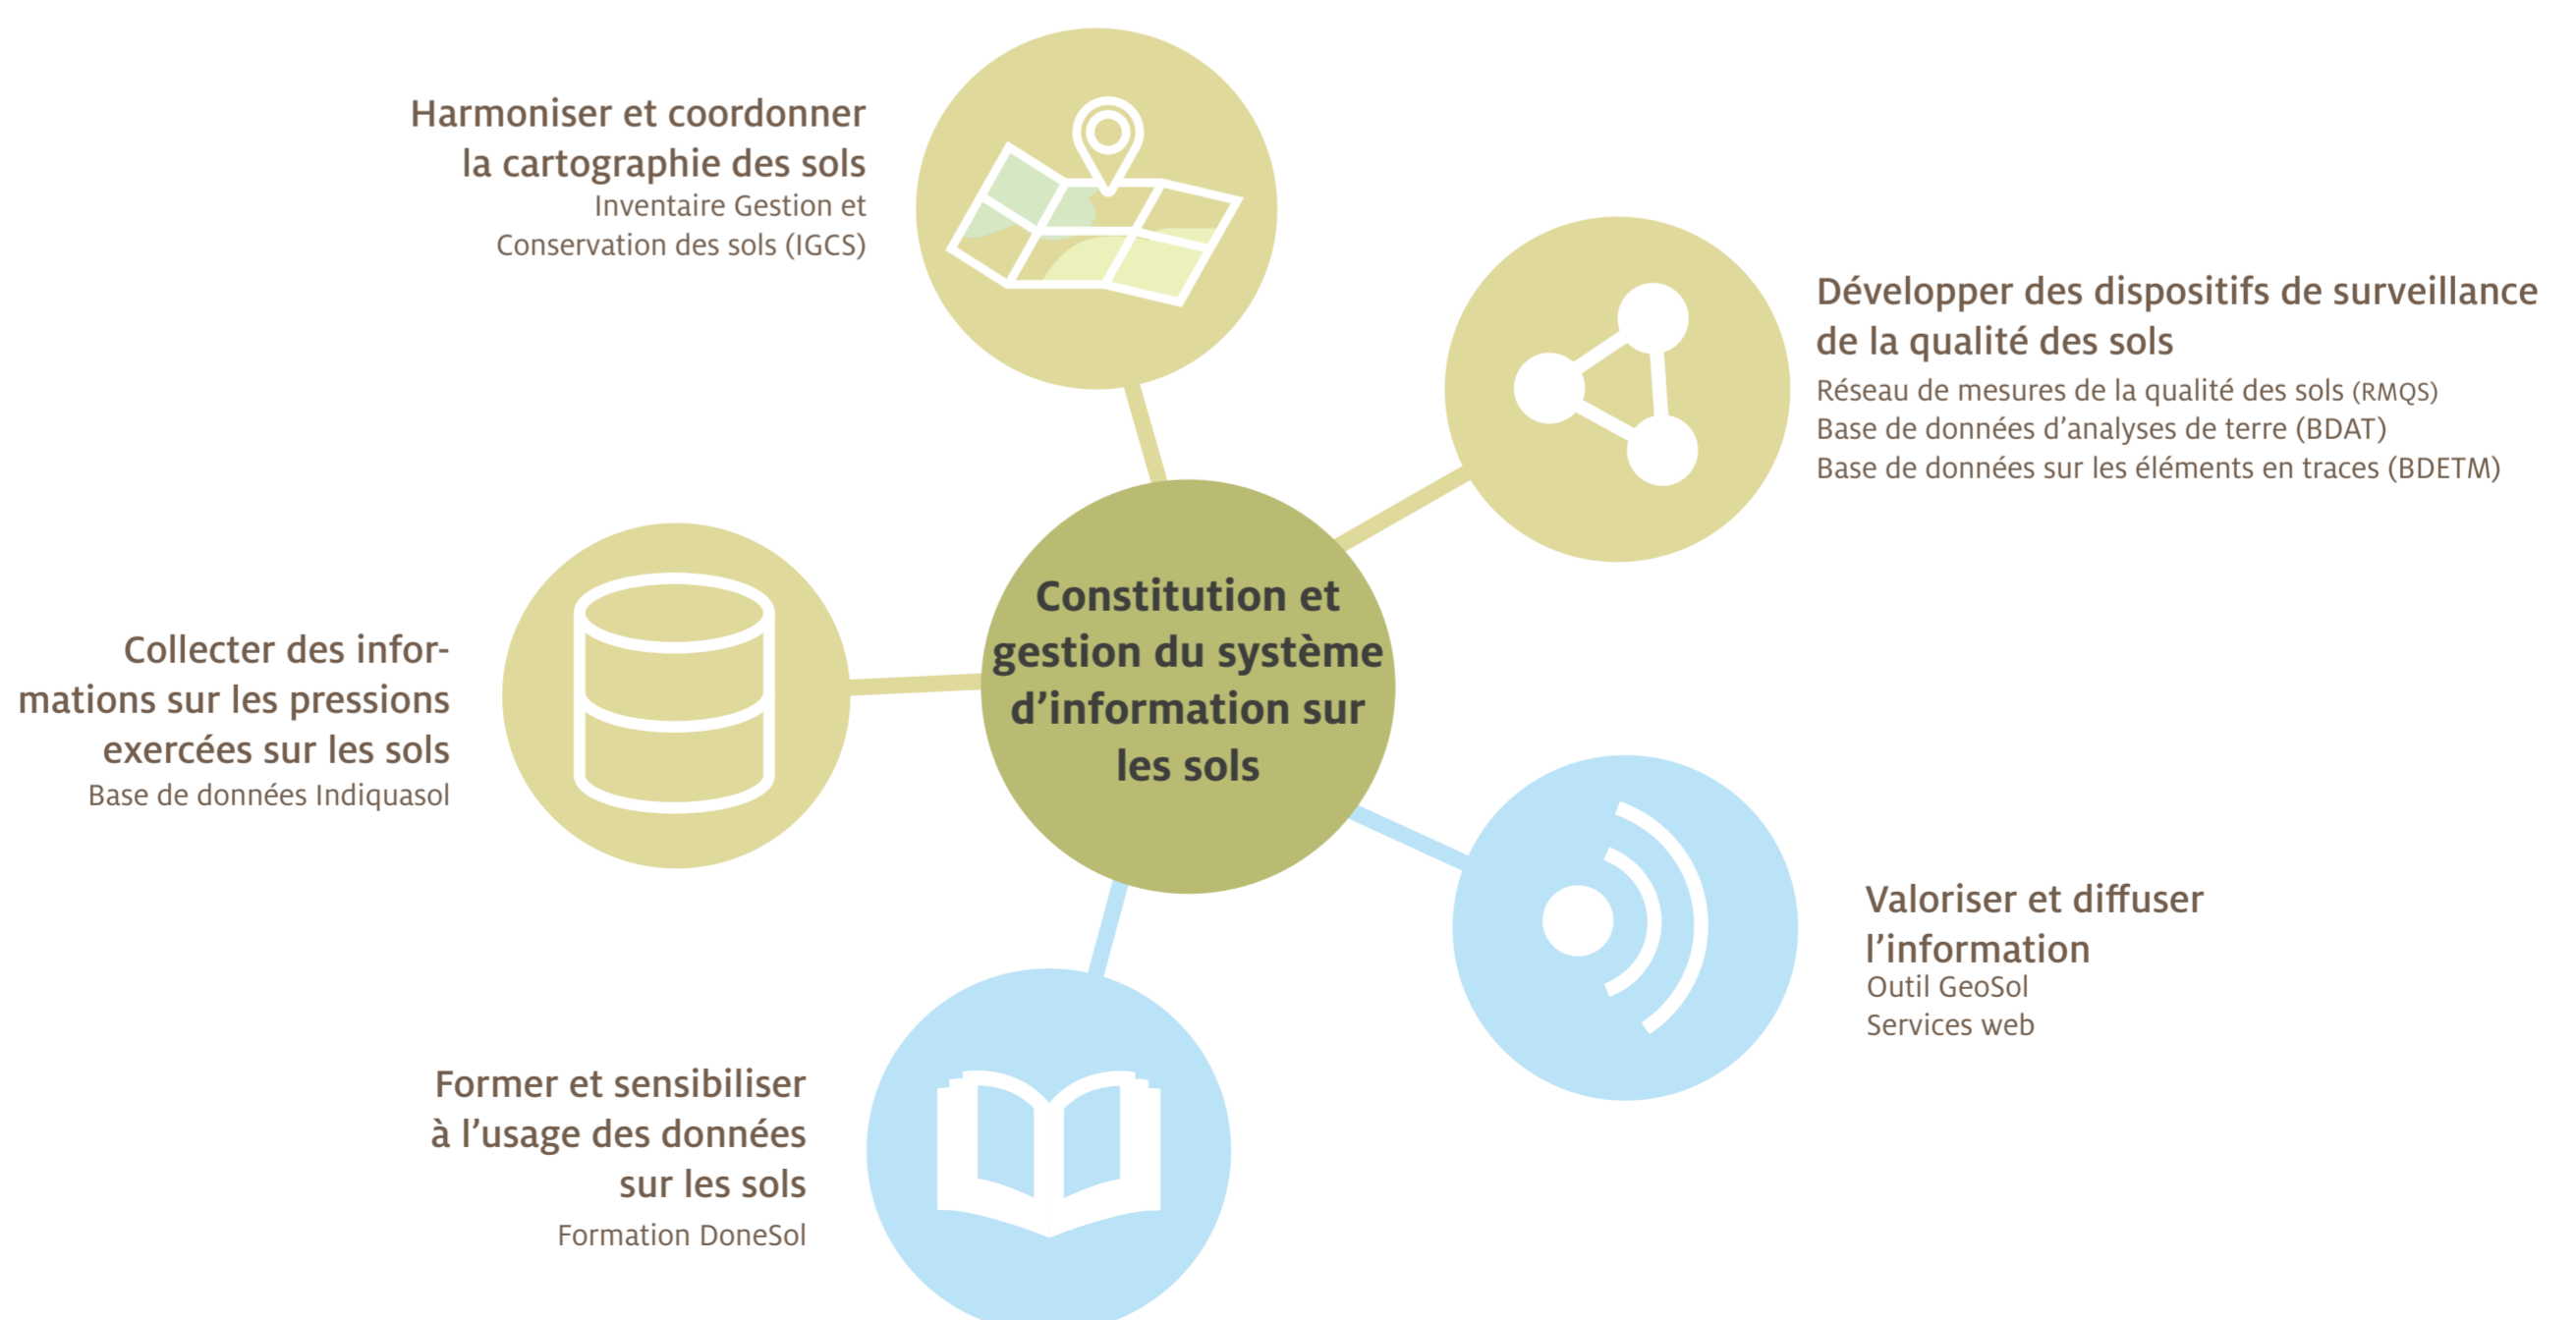 Harmoniser et coordonner
la cartographie des sols
Inventaire Gestion et
Conservation des sols (IGCS)
Développer des dispositifs de surveillance
de la qualité des sols
Réseau de mesures de la qualité des sols (RMQS)
Base de données d’analyses de terre (BDAT)
Base de données sur les éléments en traces (BDETM)
Constitution et
gestion du système
d’information sur
les sols
Collecter des infor-
mations sur les pressions
exercées sur les sols
Base de données Indiquasol
Valoriser et diffuser
l’information
Outil GeoSol
Services web
Former et sensibiliser
à l’usage des données
sur les sols
Formation DoneSol